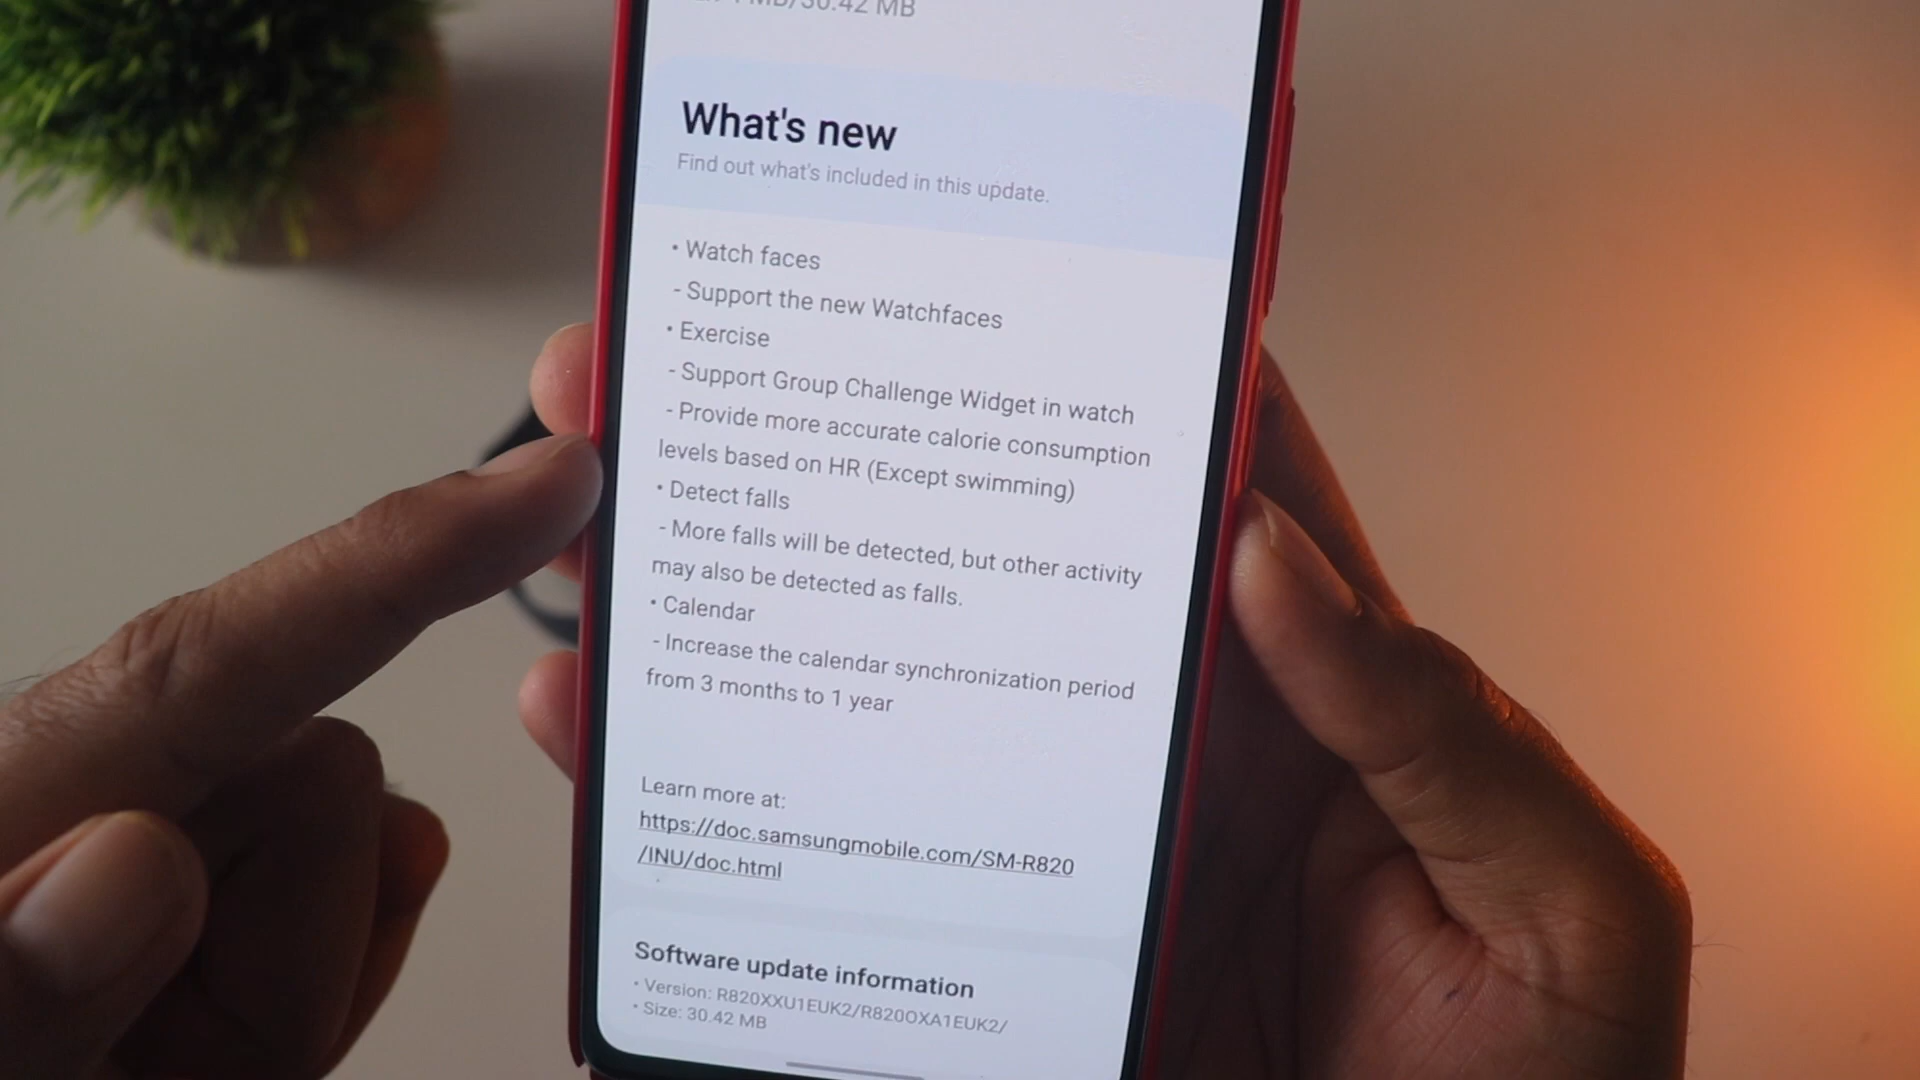 MB/30.42 MB
What's new
Find out what's included in this update.
• Watch faces
- Support the new Watchfaces
• Exercise
- Support Group Challenge Widget in watch
- Provide more accurate calorie consumption
levels based on HR (Except swimming)
• Detect falls
- More falls will be detected, but other activity
may also be detected as falls.
• Calendar
- Increase the calendar synchronization period
from 3 months to 1 year
Learn more at:
https://doc.samsungmobile.com/SM-R820
/INU/doc.html
Software update information
• Version: R820XXU1EUK2/R820OXA1EUK2/
• Size: 30.42 MB